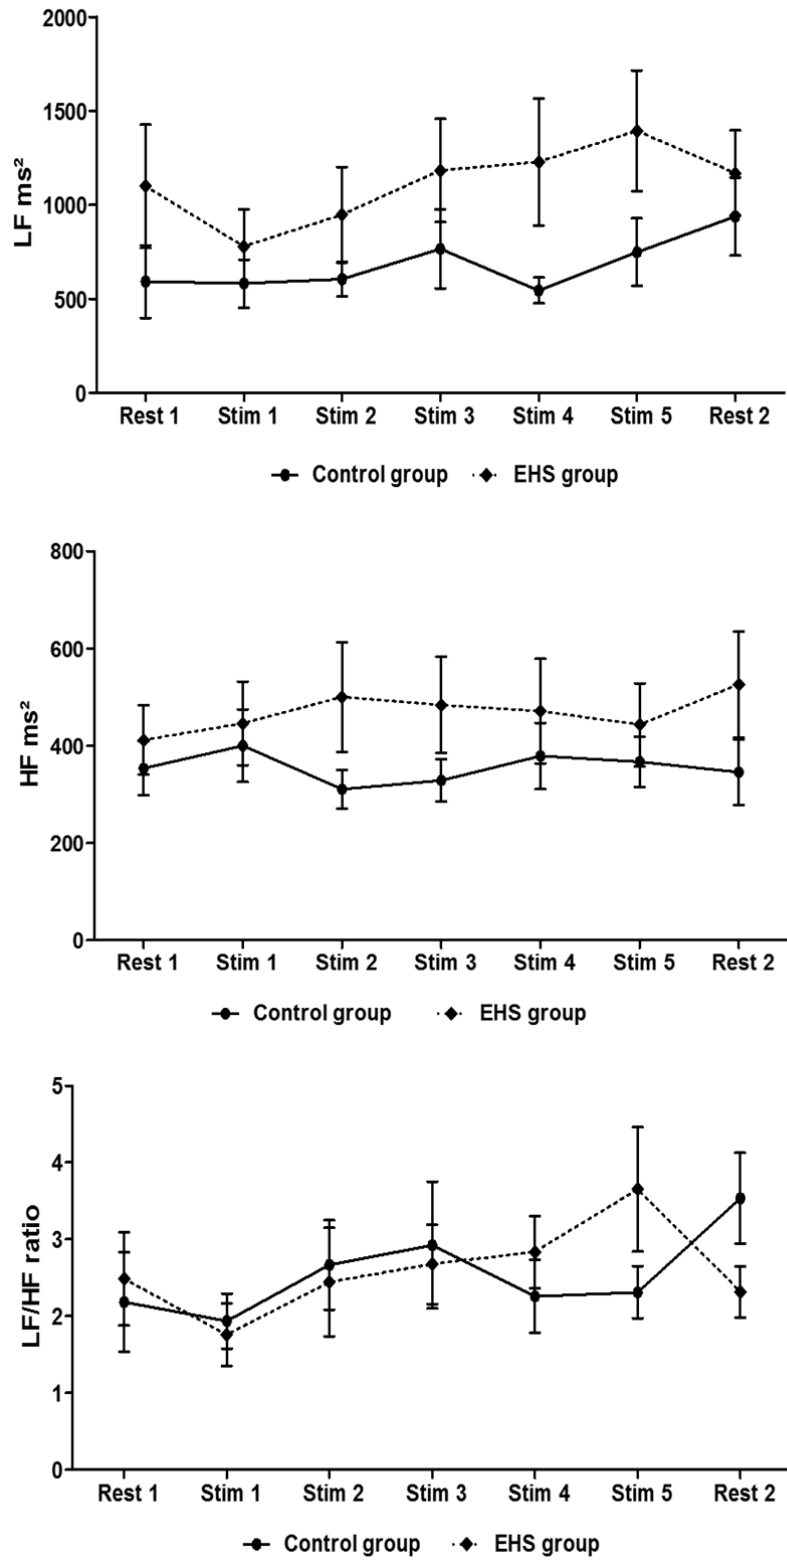 2000
1500
1000
500
0
LF ms²
Rest 1 Stim 1 Stim 2 Stim 3 Stim 4 Stim 5 Rest 2
Control group EHS group
800
600
400
200
0
HF ms²
Rest 1 Stim 1 Stim 2 Stim 3 Stim 4 Stim 5 Rest 2
Control group EHS group
5
4
3
2
1
0
LF/HF ratio
Rest 1 Stim 1 Stim 2 Stim 3 Stim 4 Stim 5 Rest 2
Control group EHS group